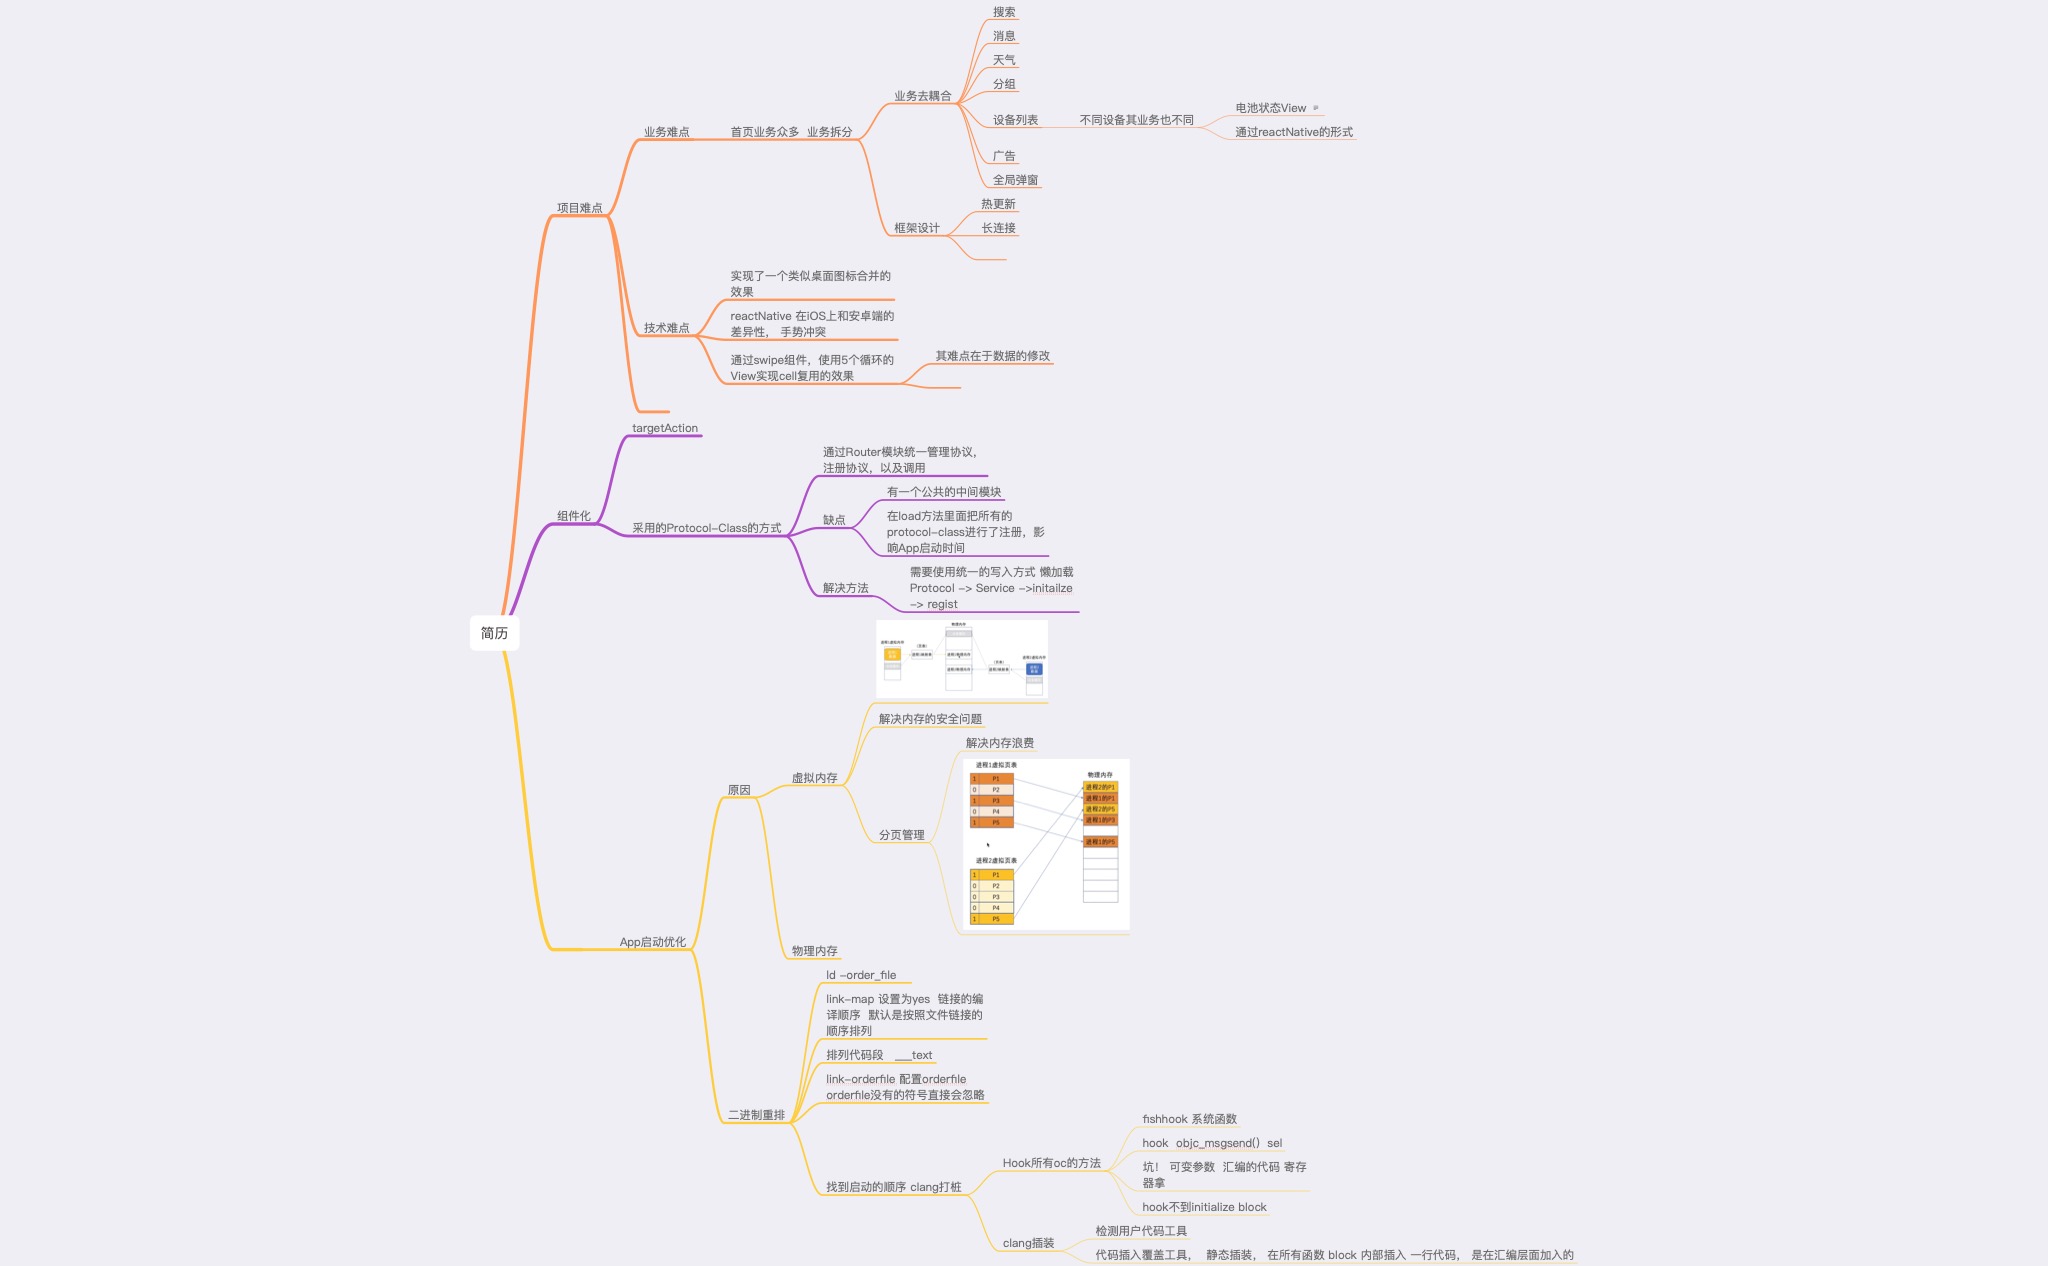 搜索
消息
天气
分组
业务去耦合
设备列表
不同设备其业务也不同
电池状态View
通过reactNative的形式
业务难点
首页业务众多 业务拆分
广告
全局弹窗
项目难点
热更新
框架设计
长连接
实现了一个类似桌面图标合并的
效果
技术难点
reactNative 在iOS上和安卓端的
差异性， 手势冲突
通过swipe组件，使用5个循环的
View实现cell复用的效果
其难点在于数据的修改
targetAction
通过Router模块统一管理协议，
注册协议，以及调用
组件化
采用的Protocol-Class的方式
缺点
有一个公共的中间模块
在load方法里面把所有的
protocol-class进行了注册，影
响App启动时间
解决方法
需要使用统一的写入方式 懒加载
Protocol -> Service ->initailze
-> regist
简历
物理内存
解决内存的安全问题
解决内存浪费
原因
虚拟内存
分页管理
进程1虚拟页表
1 P1
0 P2
1 P3
0 P4
1 P5
进程2虚拟页表
1 P1
0 P2
0 P3
0 P4
1 P5
物理内存
进程2的P1
进程1的P1
进程2的P5
进程1的P3
进程1的P5
App启动优化
物理内存
ld -order_file
link-map 设置为yes 链接的编
译顺序 默认是按照文件链接的
顺序排列
排列代码段 ___text
link-orderfile 配置orderfile
orderfile没有的符号直接会忽略
二进制重排
找到启动的顺序 clang打桩
Hook所有oc的方法
fishhook 系统函数
hook objc_msgsend() sel
坑！ 可变参数 汇编的代码 寄存
器拿
hook不到initialize block
clang插装
检测用户代码工具
代码插入覆盖工具， 静态插装， 在所有函数 block 内部插入 一行代码， 是在汇编层面加入的